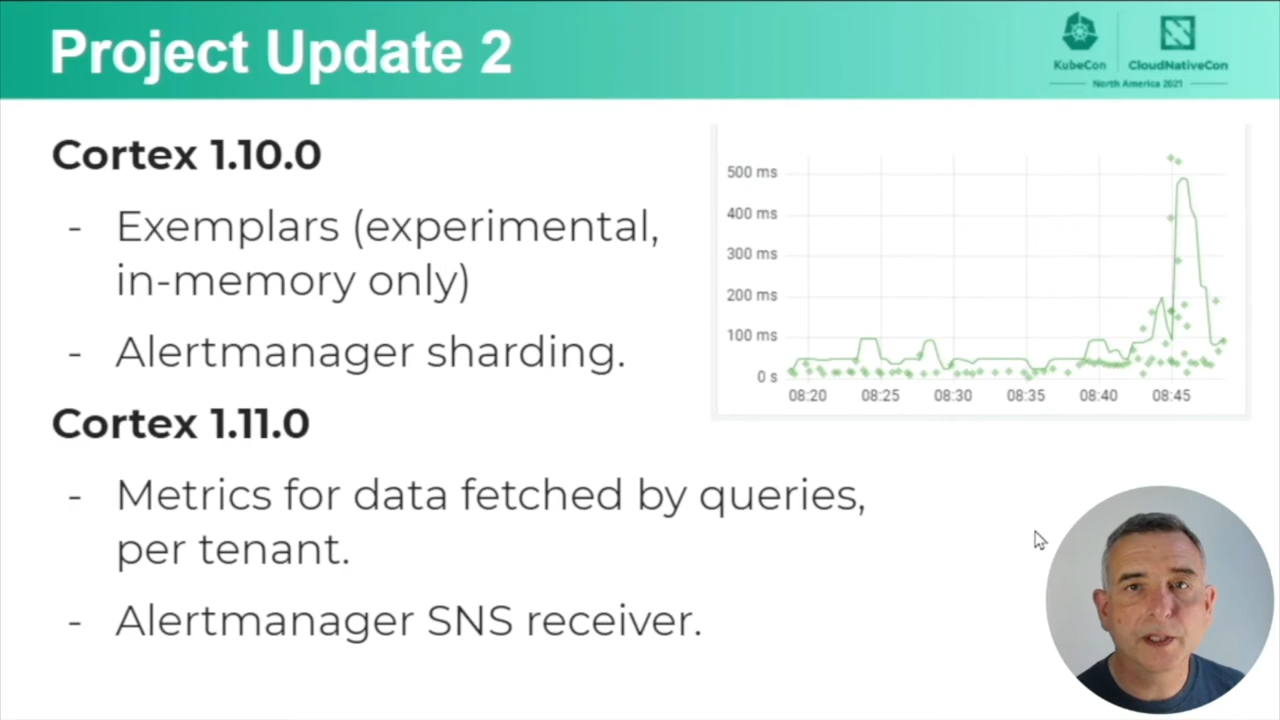 Project Update 2
KubeCon
CloudNativeCon
North America 2021
Cortex 1.10.0
- Exemplars (experimental,
in-memory only)
- Alertmanager sharding.
500 ms
400 ms
300 ms
200 ms
100 ms
0 s
08:20 08:25 08:30 08:35 08:40 08:45
Cortex 1.11.0
- Metrics for data fetched by queries,
per tenant.
- Alertmanager SNS receiver.